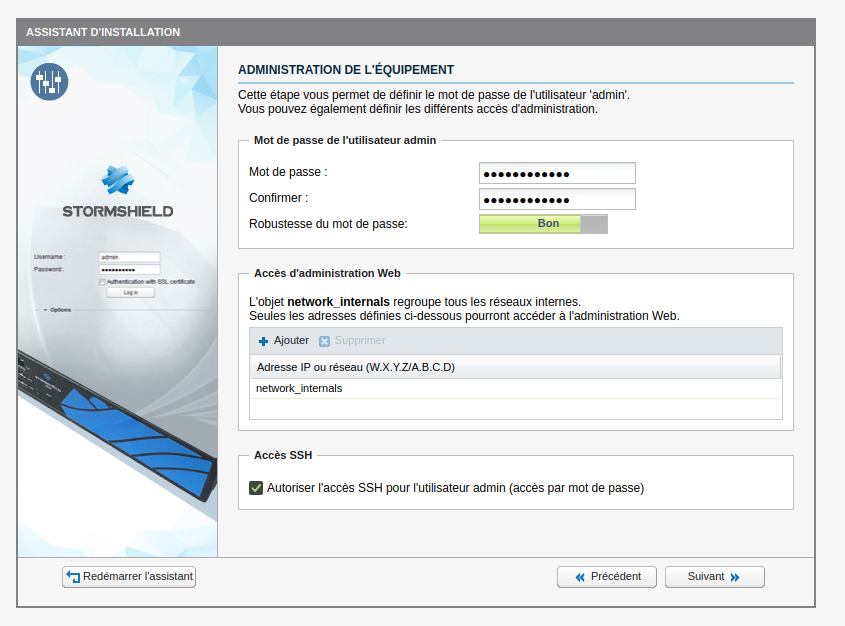 ASSISTANT D'INSTALLATION
STORMSHIELD
Username :
admin
Password :
●●●●●●●●●●
Authentication with SSL certificate
Log in
Options
ADMINISTRATION DE L'ÉQUIPEMENT
Cette étape vous permet de définir le mot de passe de l'utilisateur 'admin'.
Vous pouvez également définir les différents accès d'administration.
Mot de passe de l'utilisateur admin
Mot de passe :
●●●●●●●●●●●●
Confirmer :
●●●●●●●●●●●●
Robustesse du mot de passe:
Bon
Accès d'administration Web
L'objet network_internals regroupe tous les réseaux internes.
Seules les adresses définies ci-dessous pourront accéder à l'administration Web.
Ajouter Supprimer
Adresse IP ou réseau (W.X.Y.Z/A.B.C.D)
network_internals
Accès SSH
Autoriser l'accès SSH pour l'utilisateur admin (accès par mot de passe)
Redémarrer l'assistant
Précédent
Suivant